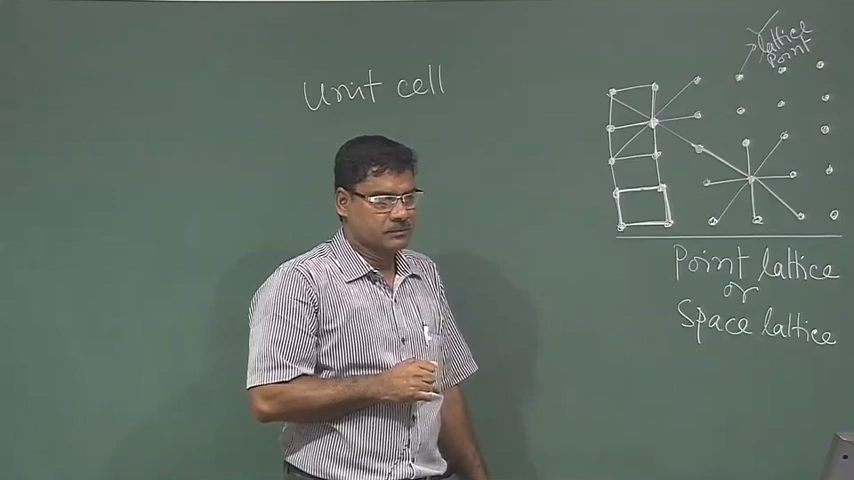 Unit cell
lattice
point
Point lattice
or
Space lattice